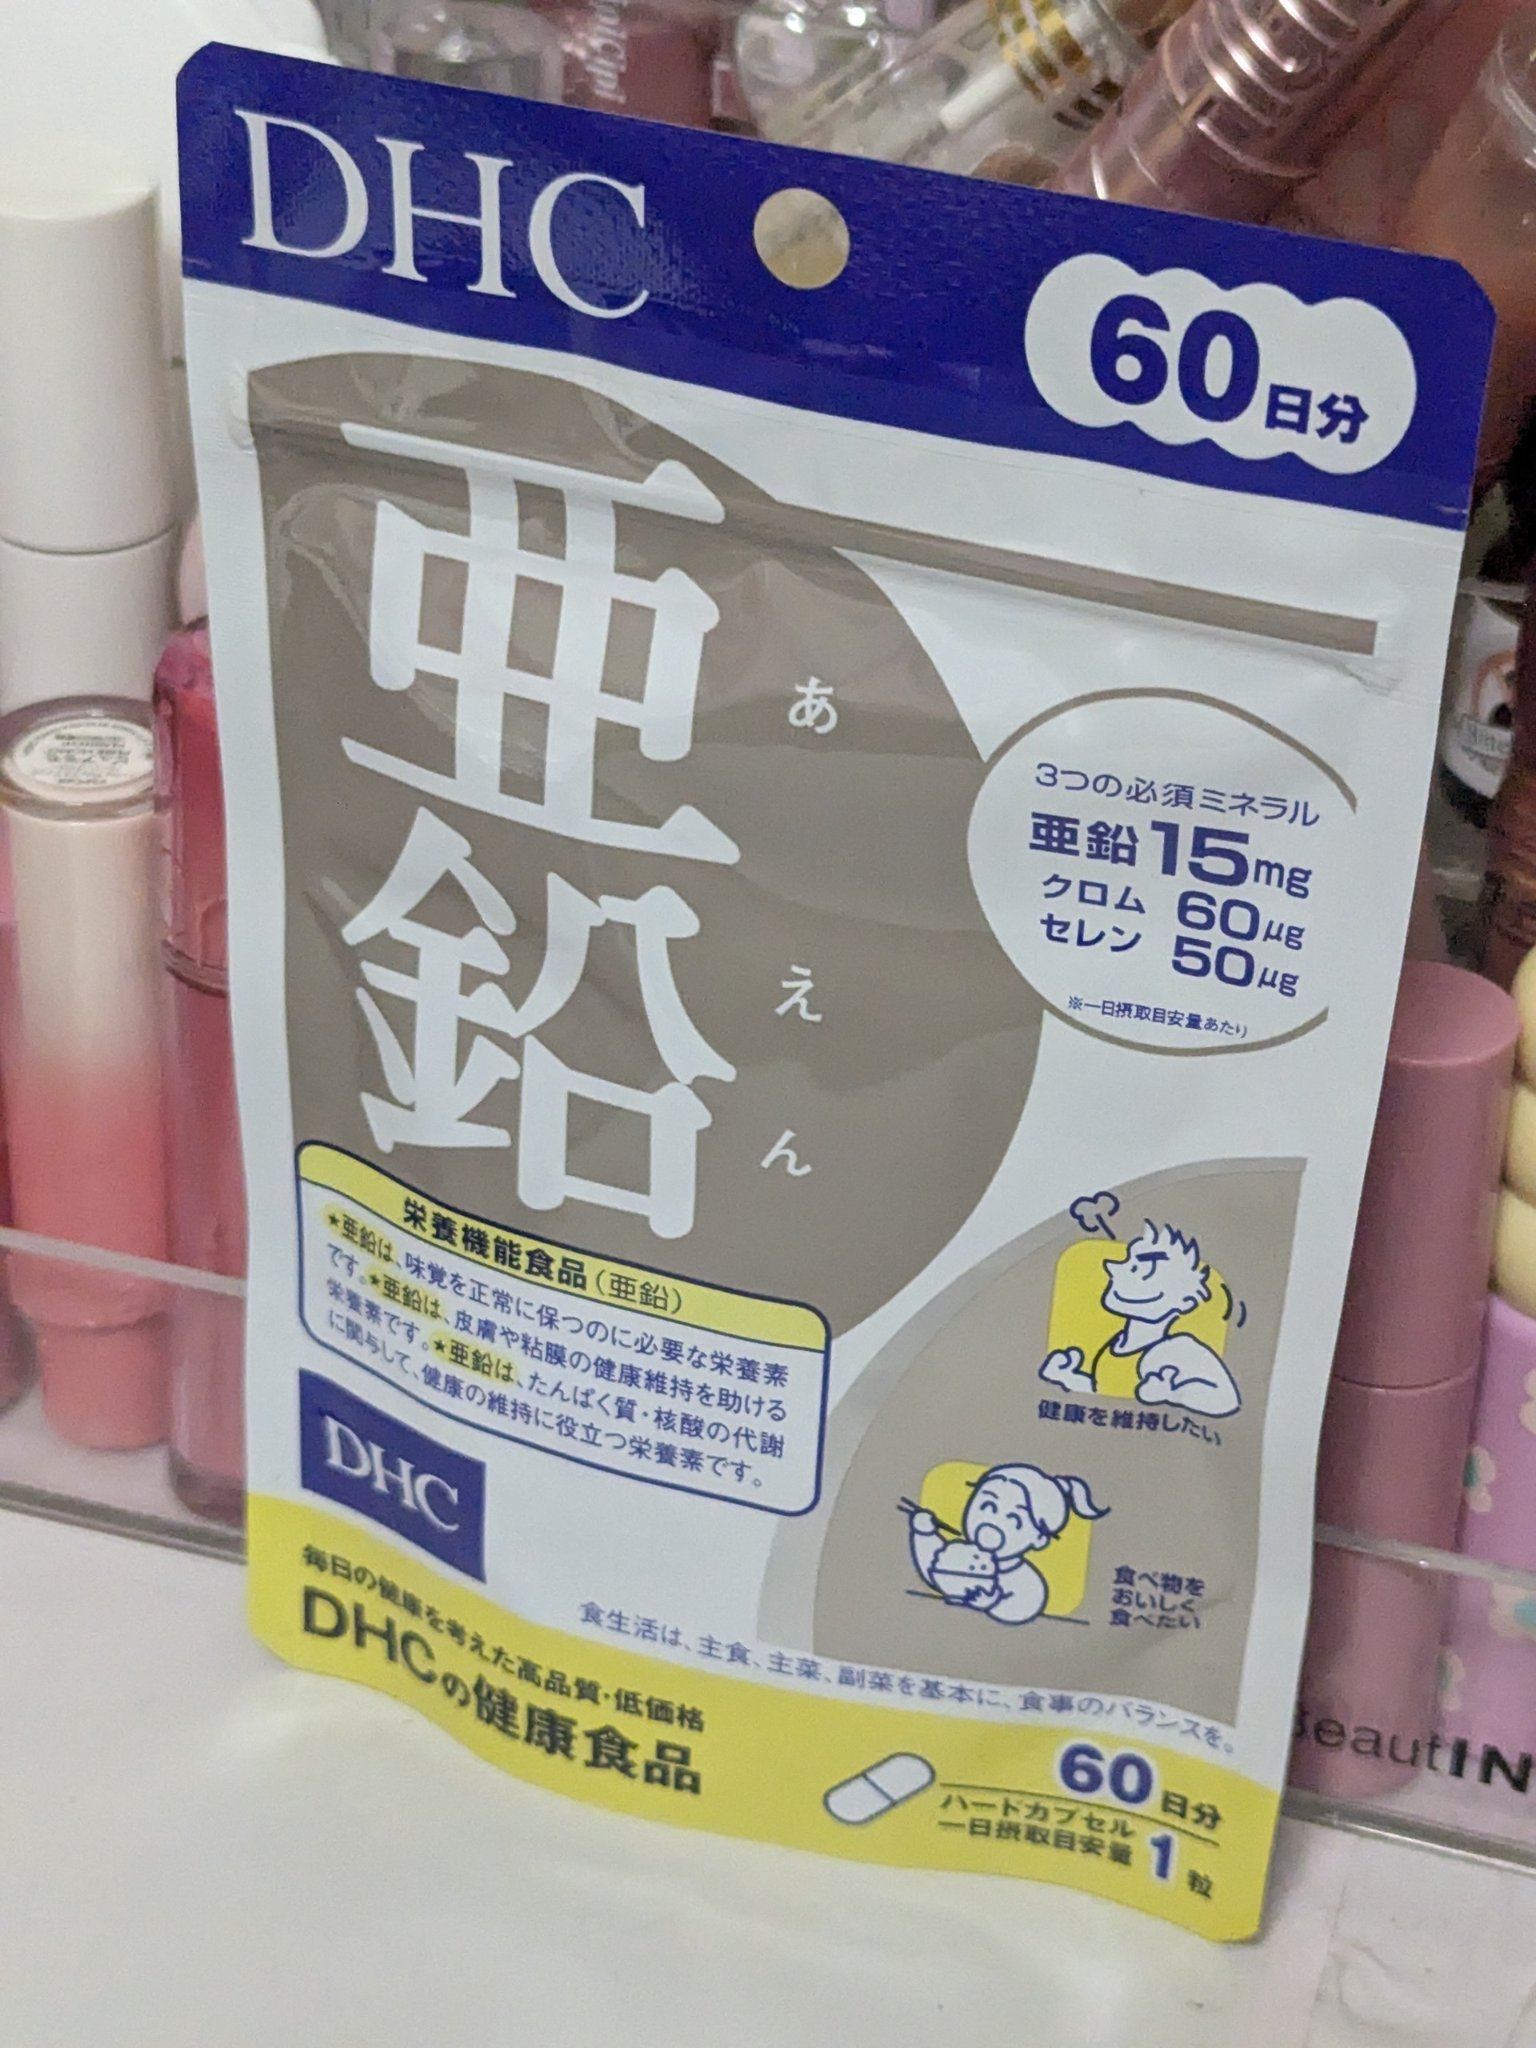 DHC
60日分
亜鉛
あえん
3つの必須ミネラル
亜鉛 15mg
クロム 60μg
セレン 50μg
※一日摂取目安量あたり
栄養機能食品(亜鉛)
★亜鉛は、味覚を正常に保つのに必要な栄養素
です。★亜鉛は、皮膚や粘膜の健康維持を助ける
栄養素です。★亜鉛は、たんぱく質・核酸の代謝
に関与して、健康の維持に役立つ栄養素です。
健康を維持したい
食べ物を
おいしく
食べたい
DHC
食生活は、主食、主菜、副菜を基本に、食事のバランスを。
毎日の健康を考えた高品質・低価格
DHCの健康食品
60日分
ハードカプセル
一日摂取目安量 1粒
BeautIN